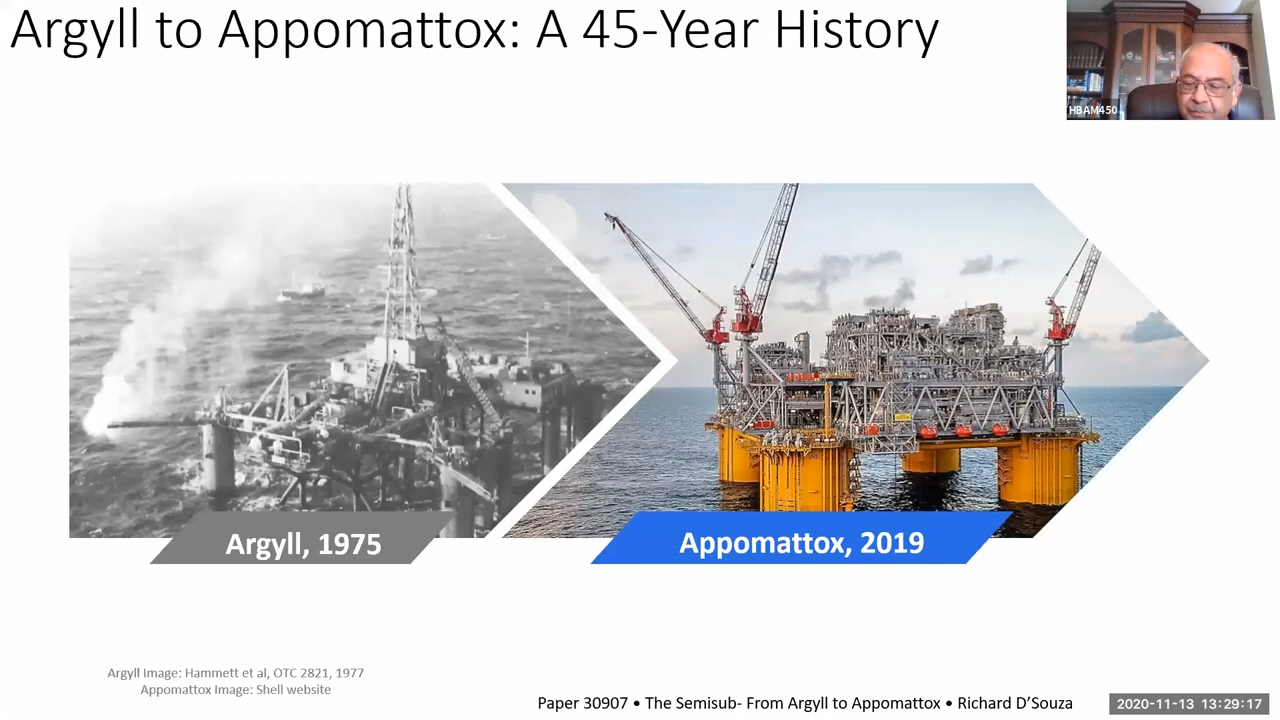 Argyll to Appomattox: A 45-Year History
HBAM450
Argyll, 1975
Appomattox, 2019
Argyll Image: Hammett et al, OTC 2821, 1977
Appomattox Image: Shell website
Paper 30907 • The Semisub- From Argyll to Appomattox • Richard D’Souza
2020-11-13 13:29:17